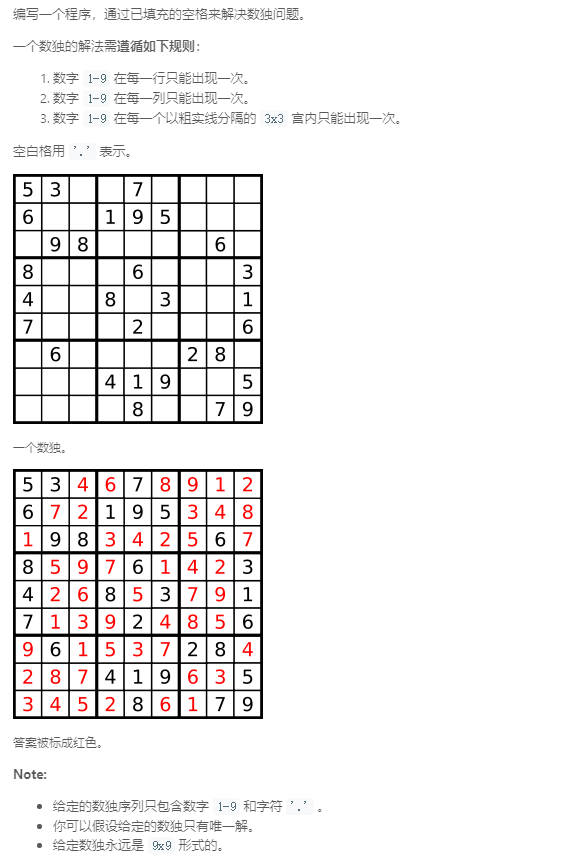 编写一个程序，通过已填充的空格来解决数独问题。
一个数独的解法需遵循如下规则：
1. 数字 1-9 在每一行只能出现一次。
2. 数字 1-9 在每一列只能出现一次。
3. 数字 1-9 在每一个以粗实线分隔的 3x3 宫内只能出现一次。
空白格用 '.' 表示。
5 3 7
6 1 9 5
9 8 6
8 6 3
4 8 3 1
7 2 6
6 2 8
4 1 9 5
8 7 9
一个数独。
5 3 4 6 7 8 9 1 2
6 7 2 1 9 5 3 4 8
1 9 8 3 4 2 5 6 7
8 5 9 7 6 1 4 2 3
4 2 6 8 5 3 7 9 1
7 1 3 9 2 4 8 5 6
9 6 1 5 3 7 2 8 4
2 8 7 4 1 9 6 3 5
3 4 5 2 8 6 1 7 9
答案被标成红色。
Note:
• 给定的数独序列只包含数字 1-9 和字符 '.' 。
• 你可以假设给定的数独只有唯一解。
• 给定数独永远是 9x9 形式的。